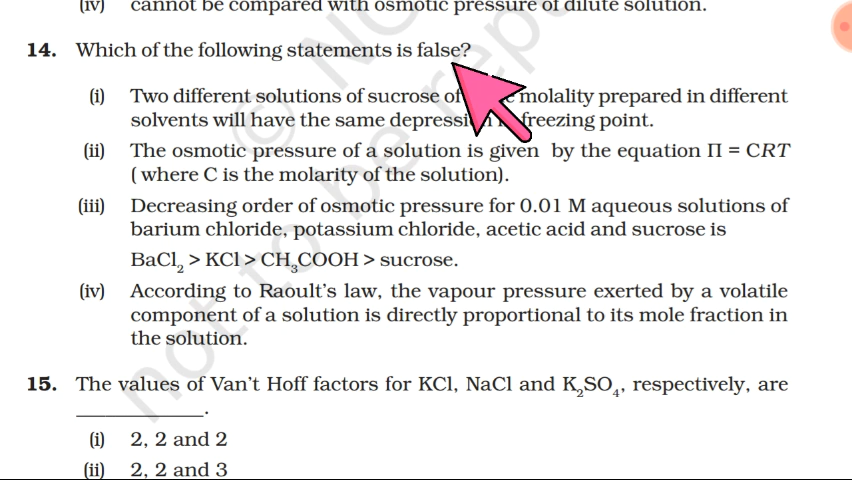 (iv) cannot be compared with osmotic pressure of dilute solution.
14. Which of the following statements is false?
(i) Two different solutions of sucrose of molality prepared in different
solvents will have the same depression freezing point.
(ii) The osmotic pressure of a solution is given by the equation Π = CRT
( where C is the molarity of the solution).
(iii) Decreasing order of osmotic pressure for 0.01 M aqueous solutions of
barium chloride, potassium chloride, acetic acid and sucrose is
BaCl₂ > KCl > CH₃COOH > sucrose.
(iv) According to Raoult's law, the vapour pressure exerted by a volatile
component of a solution is directly proportional to its mole fraction in
the solution.
15. The values of Van't Hoff factors for KCl, NaCl and K₂SO₄, respectively, are
_____________.
(i) 2, 2 and 2
(ii) 2, 2 and 3
not to be repu
© NC